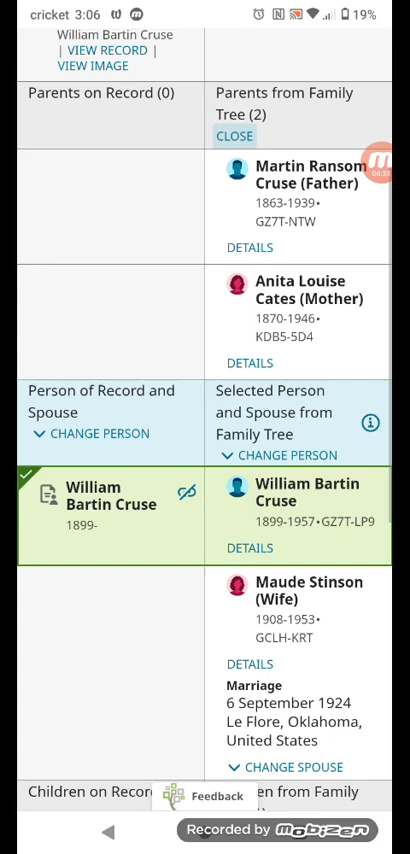 cricket 3:06 19%
William Bartin Cruse
| VIEW RECORD |
VIEW IMAGE
Parents on Record (0)
Parents from Family
Tree (2)
CLOSE
Martin Ransom
Cruse (Father)
1863-1939•
GZ7T-NTW
DETAILS
06:33
Anita Louise
Cates (Mother)
1870-1946•
KDB5-5D4
DETAILS
Person of Record and
Spouse
CHANGE PERSON
Selected Person
and Spouse from
Family Tree
CHANGE PERSON
William
Bartin Cruse
1899-
William Bartin
Cruse
1899-1957•GZ7T-LP9
DETAILS
Maude Stinson
(Wife)
1908-1953•
GCLH-KRT
DETAILS
Marriage
6 September 1924
Le Flore, Oklahoma,
United States
CHANGE SPOUSE
Children on Recor
en from Family
Feedback
Recorded by mobizen